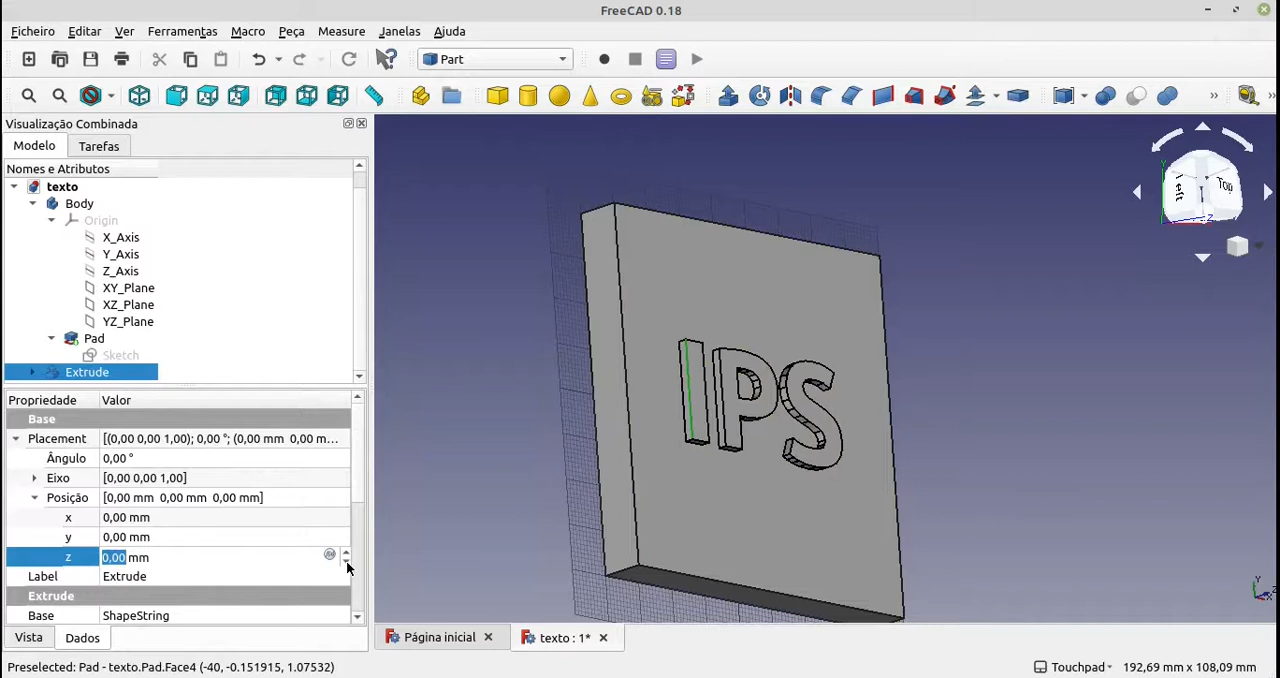 FreeCAD 0.18
Ficheiro Editar Ver Ferramentas Macro Peça Measure Janelas Ajuda
Part
Visualização Combinada
Modelo Tarefas
Nomes e Atributos
texto
Body
Origin
X_Axis
Y_Axis
Z_Axis
XY_Plane
XZ_Plane
YZ_Plane
Pad
Sketch
Extrude
Propriedade Valor
Base
Placement [(0,00 0,00 1,00); 0,00 °; (0,00 mm 0,00 m...
Ângulo 0,00 °
Eixo [0,00 0,00 1,00]
Posição [0,00 mm 0,00 mm 0,00 mm]
x 0,00 mm
y 0,00 mm
z 0,00 mm
Label Extrude
Extrude
Base ShapeString
Vista Dados
IPS
Left Top
Y
Z
Y
Z
Página inicial texto : 1*
Preselected: Pad - texto.Pad.Face4 (-40, -0.151915, 1.07532)
Touchpad 192,69 mm x 108,09 mm